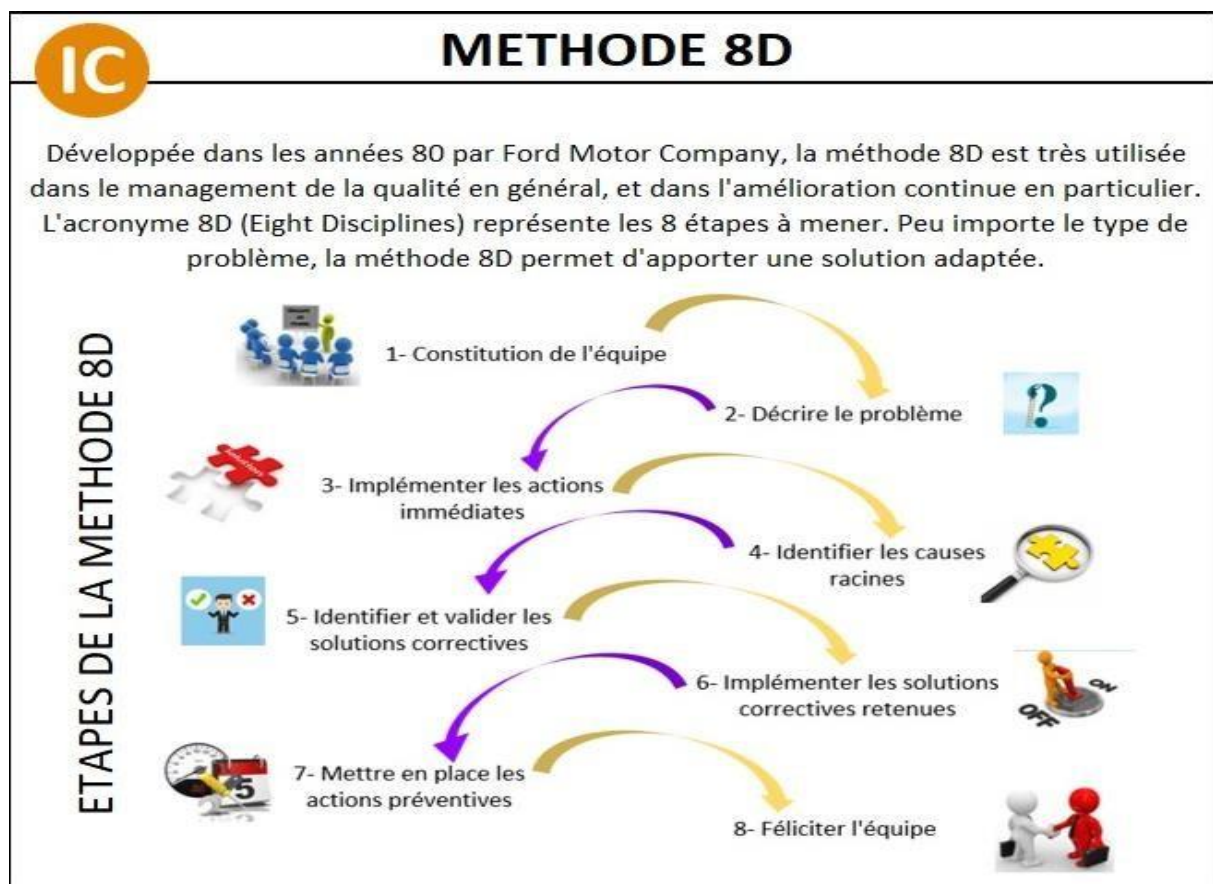 IC
METHODE 8D
Développée dans les années 80 par Ford Motor Company, la méthode 8D est très utilisée
dans le management de la qualité en général, et dans l'amélioration continue en particulier.
L'acronyme 8D (Eight Disciplines) représente les 8 étapes à mener. Peu importe le type de
problème, la méthode 8D permet d'apporter une solution adaptée.
ETAPES DE LA METHODE 8D
1- Constitution de l'équipe
2- Décrire le problème
3- Implémenter les actions
immédiates
solution
4- Identifier les causes
racines
5- Identifier et valider les
solutions correctives
6- Implémenter les solutions
correctives retenues
ON
OFF
7- Mettre en place les
actions préventives
5
8- Féliciter l'équipe